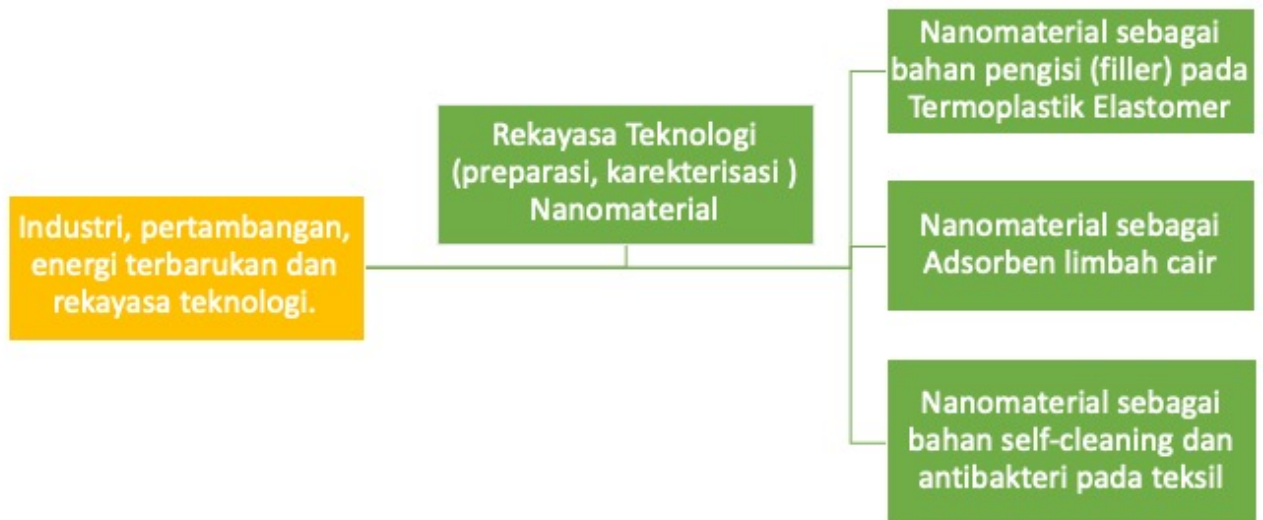 Industri, pertambangan,
energi terbarukan dan
rekayasa teknologi.
Rekayasa Teknologi
(preparasi, karekterisasi )
Nanomaterial
Nanomaterial sebagai
bahan pengisi (filler) pada
Termoplastik Elastomer
Nanomaterial sebagai
Adsorben limbah cair
Nanomaterial sebagai
bahan self-cleaning dan
antibakteri pada teksil